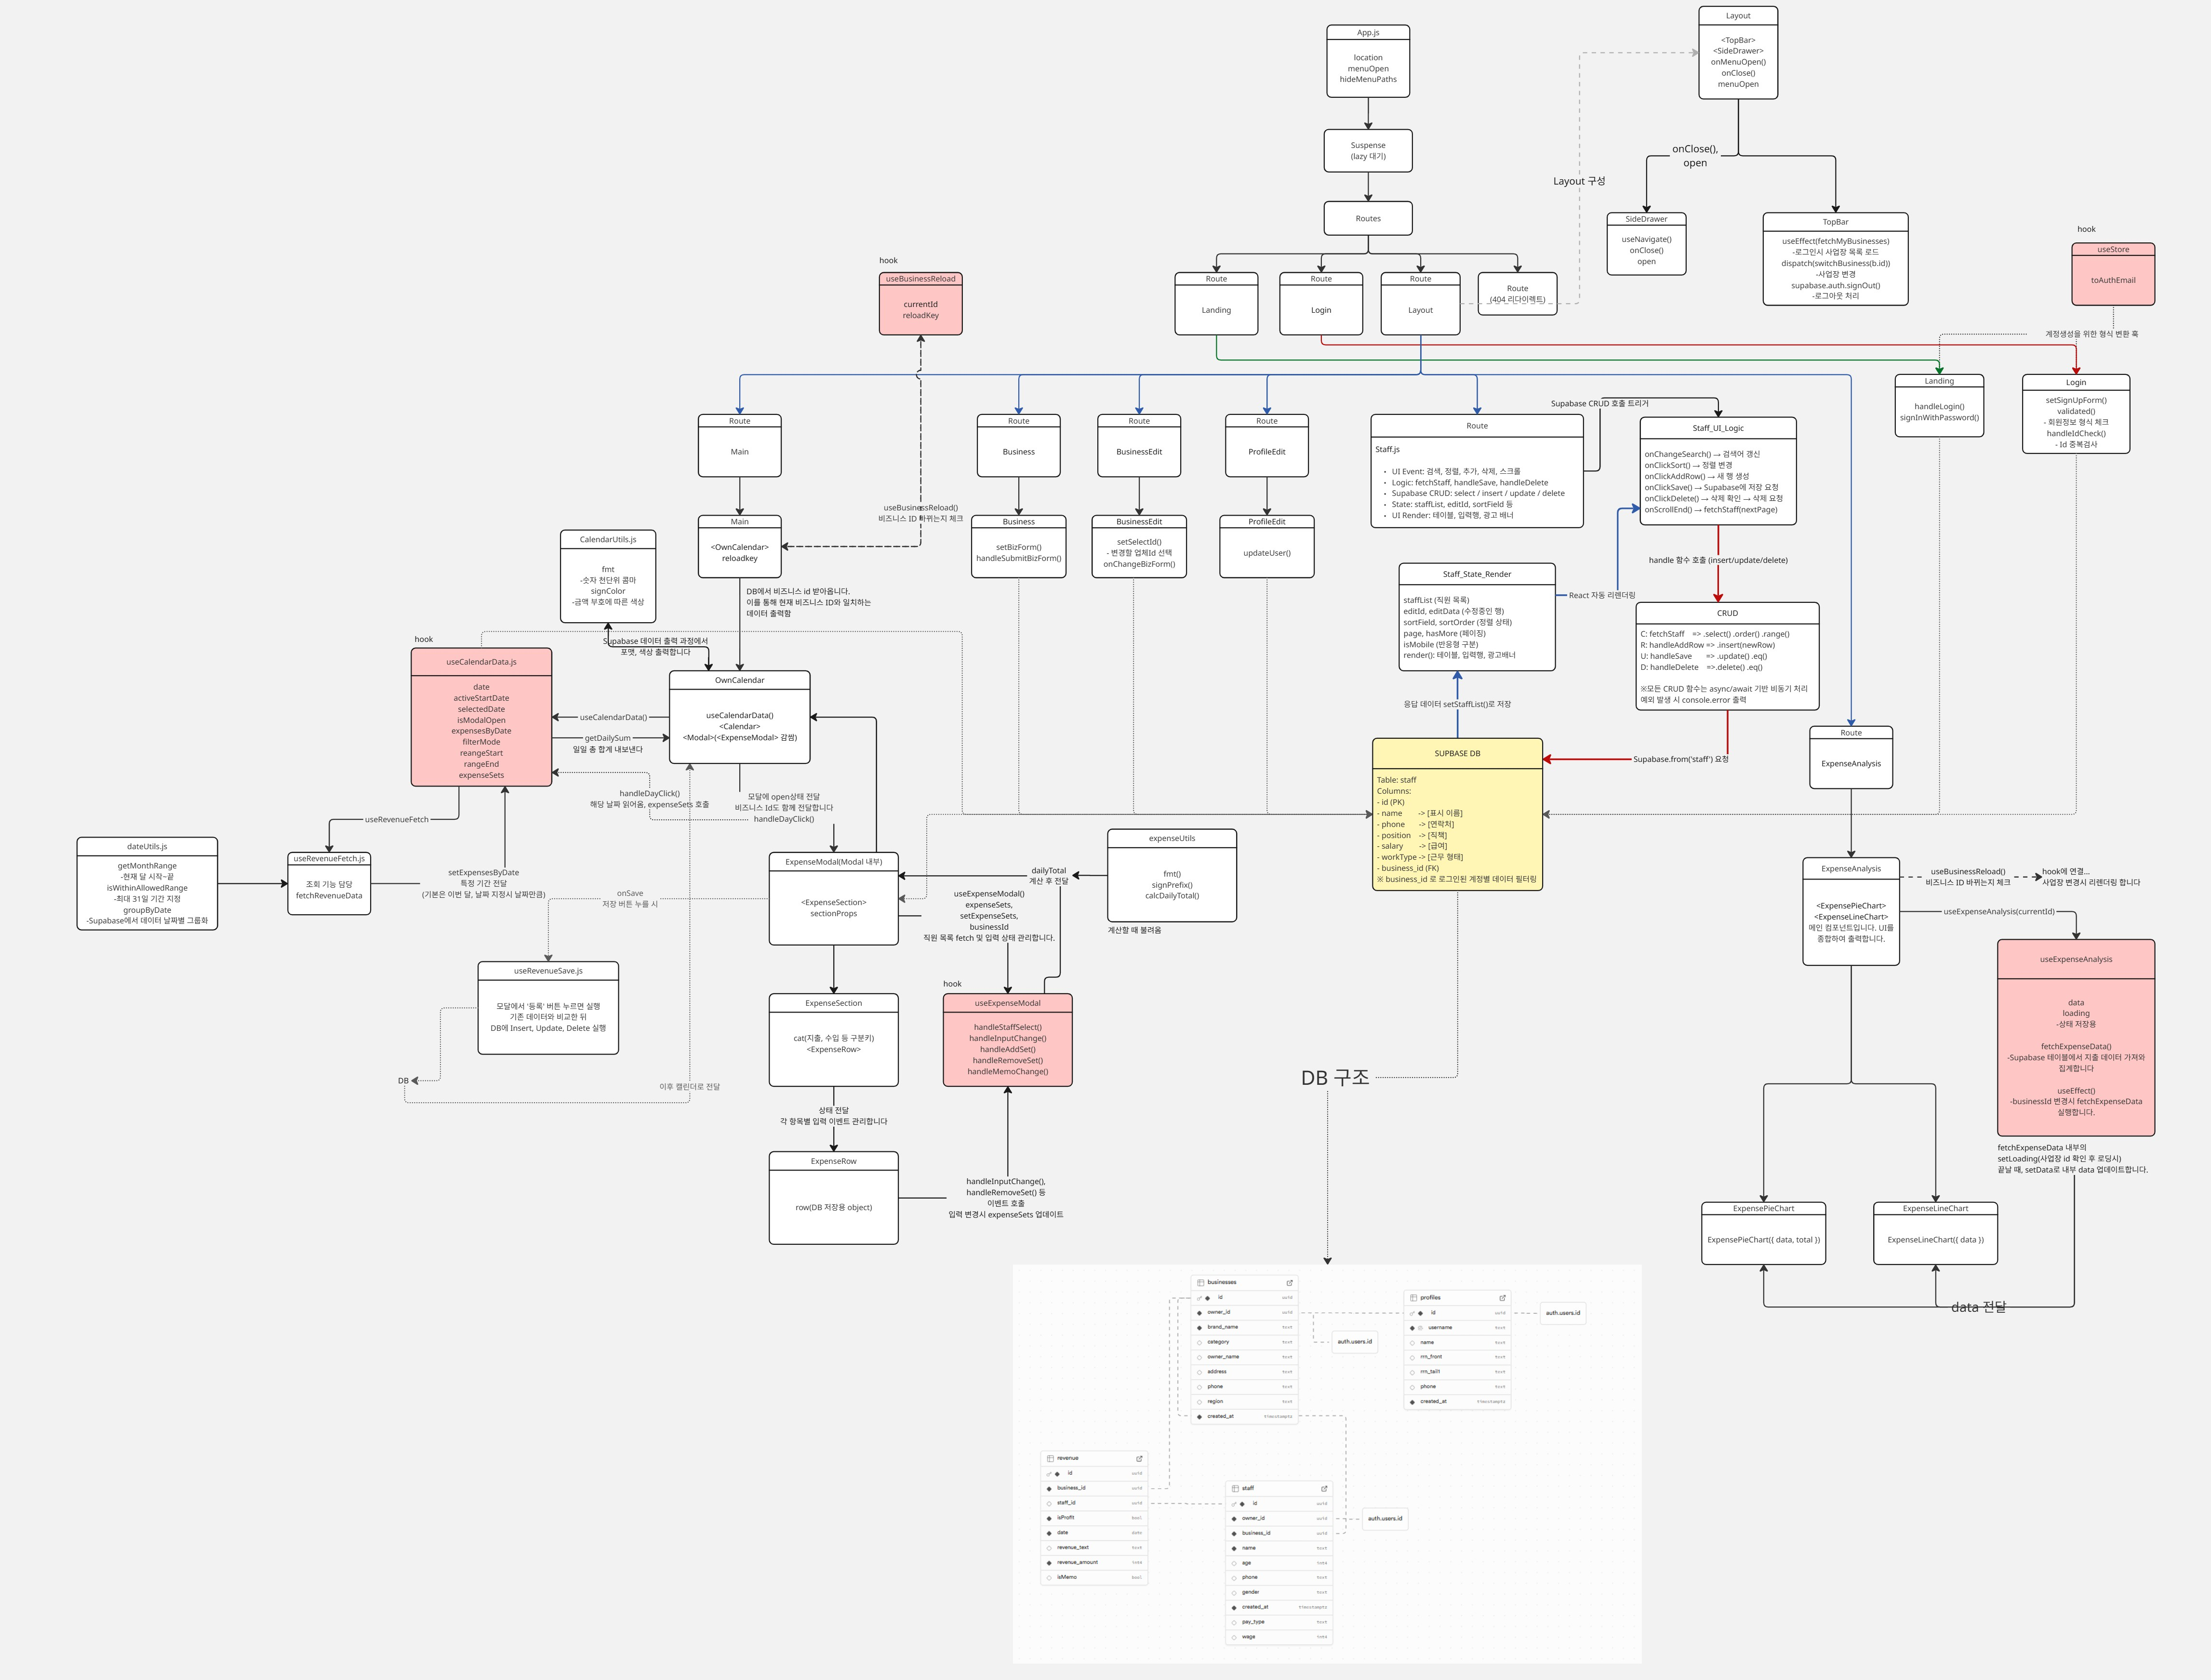 App.js
location
menuOpen
hideMenuPaths
Suspense
(lazy 대기)
Routes
Layout
<TopBar>
<SideDrawer>
onMenuOpen()
onClose()
menuOpen
onClose(),
open
Layout 구성
SideDrawer
useNavigate()
onClose()
open
TopBar
useEffect(fetchMyBusinesses)
-로그인시 사업장 목록 로드
dispatch(switchBusiness(b.id))
-사업장 변경
supabase.auth.signOut()
-로그아웃 처리
hook
useStore
toAuthEmail
계정생성을 위한 형식 변환 훅
hook
useBusinessReload
currentId
reloadKey
Route
Landing
Route
Login
Route
Layout
Route
(404 리다이렉트)
Landing
handleLogin()
signInWithPassword()
Login
setSignUpForm()
validated()
- 회원정보 형식 체크
handleIdCheck()
- Id 중복검사
Route
Main
Route
Business
Route
BusinessEdit
Route
ProfileEdit
Route
Staff.js
• UI Event: 검색, 정렬, 추가, 삭제, 스크롤
• Logic: fetchStaff, handleSave, handleDelete
• Supabase CRUD: select / insert / update / delete
• State: staffList, editId, sortField 등
• UI Render: 테이블, 입력행, 광고 배너
Supabase CRUD 호출 트리거
Staff_UI_Logic
onChangeSearch() → 검색어 갱신
onClickSort() → 정렬 변경
onClickAddRow() → 새 행 생성
onClickSave() → Supabase에 저장 요청
onClickDelete() → 삭제 확인 → 삭제 요청
onScrollEnd() → fetchStaff(nextPage)
useBusinessReload()
비즈니스 ID 바뀌는지 체크
Main
<OwnCalendar>
reloadkey
Business
setBizForm()
handleSubmitBizForm()
BusinessEdit
setSelectId()
- 변경할 업체Id 선택
onChangeBizForm()
ProfileEdit
updateUser()
CalendarUtils.js
fmt
-숫자 천단위 콤마
signColor
-금액 부호에 따른 색상
DB에서 비즈니스 id 받아옵니다.
이를 통해 현재 비즈니스 ID와 일치하는
데이터 출력함
Supabase 데이터 출력 과정에서
포맷, 색상 출력합니다
handle 함수 호출 (insert/update/delete)
Staff_State_Render
staffList (직원 목록)
editId, editData (수정중인 행)
sortField, sortOrder (정렬 상태)
page, hasMore (페이징)
isMobile (반응형 구분)
render(): 테이블, 입력행, 광고배너
React 자동 리렌더링
CRUD
C: fetchStaff => .select() .order() .range()
R: handleAddRow => .insert(newRow)
U: handleSave => .update() .eq()
D: handleDelete =>.delete() .eq()
※모든 CRUD 함수는 async/await 기반 비동기 처리
예외 발생 시 console.error 출력
응답 데이터 setStaffList()로 저장
Supabase.from('staff') 요청
hook
useCalendarData.js
date
activeStartDate
selectedDate
isModalOpen
expensesByDate
filterMode
reangeStart
rangeEnd
expenseSets
useCalendarData()
getDailySum
일일 총 합계 내보낸다
OwnCalendar
useCalendarData()
<Calendar>
<Modal>(<ExpenseModal> 감쌈)
handleDayClick()
해당 날짜 읽어옴, expenseSets 호출
모달에 open상태 전달
비즈니스 Id도 함께 전달합니다
handleDayClick()
SUPBASE DB
Table: staff
Columns:
- id (PK)
- name -> [표시 이름]
- phone -> [연락처]
- position -> [직책]
- salary -> [급여]
- workType -> [근무 형태]
- business_id (FK)
※ business_id 로 로그인된 계정별 데이터 필터링
Route
ExpenseAnalysis
useRevenueFetch
dateUtils.js
getMonthRange
-현재 달 시작~끝
isWithinAllowedRange
-최대 31일 기간 지정
groupByDate
-Supabase에서 데이터 날짜별 그룹화
useRevenueFetch.js
조회 기능 담당
fetchRevenueData
setExpensesByDate
특정 기간 전달
(기본은 이번 달, 날짜 지정시 날짜만큼)
onSave
저장 버튼 누를 시
ExpenseModal(Modal 내부)
<ExpenseSection>
sectionProps
dailyTotal
계산 후 전달
expenseUtils
fmt()
signPrefix()
calcDailyTotal()
계산할 때 불려옴
useExpenseModal()
expenseSets,
setExpenseSets,
businessId
직원 목록 fetch 및 입력 상태 관리합니다.
ExpenseAnalysis
<ExpensePieChart>
<ExpenseLineChart>
메인 컴포넌트입니다. UI를
종합하여 출력합니다.
useBusinessReload()
비즈니스 ID 바뀌는지 체크
hook에 연결...
사업장 변경시 리렌더링 합니다
useExpenseAnalysis(currentId)
useExpenseAnalysis
data
loading
-상태 저장용
fetchExpenseData()
-Supabase 테이블에서 지출 데이터 가져와
집계합니다
useEffect()
-businessId 변경시 fetchExpenseData
실행합니다.
fetchExpenseData 내부의
setLoading(사업장 id 확인 후 로딩시)
끝날 때, setData로 내부 data 업데이트합니다.
useRevenueSave.js
모달에서 '등록' 버튼 누르면 실행
기존 데이터와 비교한 뒤
DB에 Insert, Update, Delete 실행
DB
이후 캘린더로 전달
ExpenseSection
cat(지출, 수입 등 구분키)
<ExpenseRow>
hook
useExpenseModal
handleStaffSelect()
handleInputChange()
handleAddSet()
handleRemoveSet()
handleMemoChange()
상태 전달
각 항목별 입력 이벤트 관리합니다
ExpenseRow
row(DB 저장용 object)
handleInputChange(),
handleRemoveSet() 등
이벤트 호출
입력 변경시 expenseSets 업데이트
DB 구조
ExpensePieChart
ExpensePieChart({ data, total })
ExpenseLineChart
ExpenseLineChart({ data })
data 전달
businesses
id uuid
owner_id uuid
brand_name text
category text
owner_name text
address text
phone text
region text
created_at timestamptz
auth.users.id
profiles
id uuid
username text
name text
rrn_front text
rrn_tail1 text
phone text
created_at timestamptz
auth.users.id
revenue
id uuid
business_id uuid
staff_id uuid
isProfit bool
date date
revenue_text text
revenue_amount int4
isMemo bool
staff
id uuid
owner_id uuid
business_id uuid
name text
age int4
phone text
gender text
created_at timestamptz
pay_type text
wage int4
auth.users.id